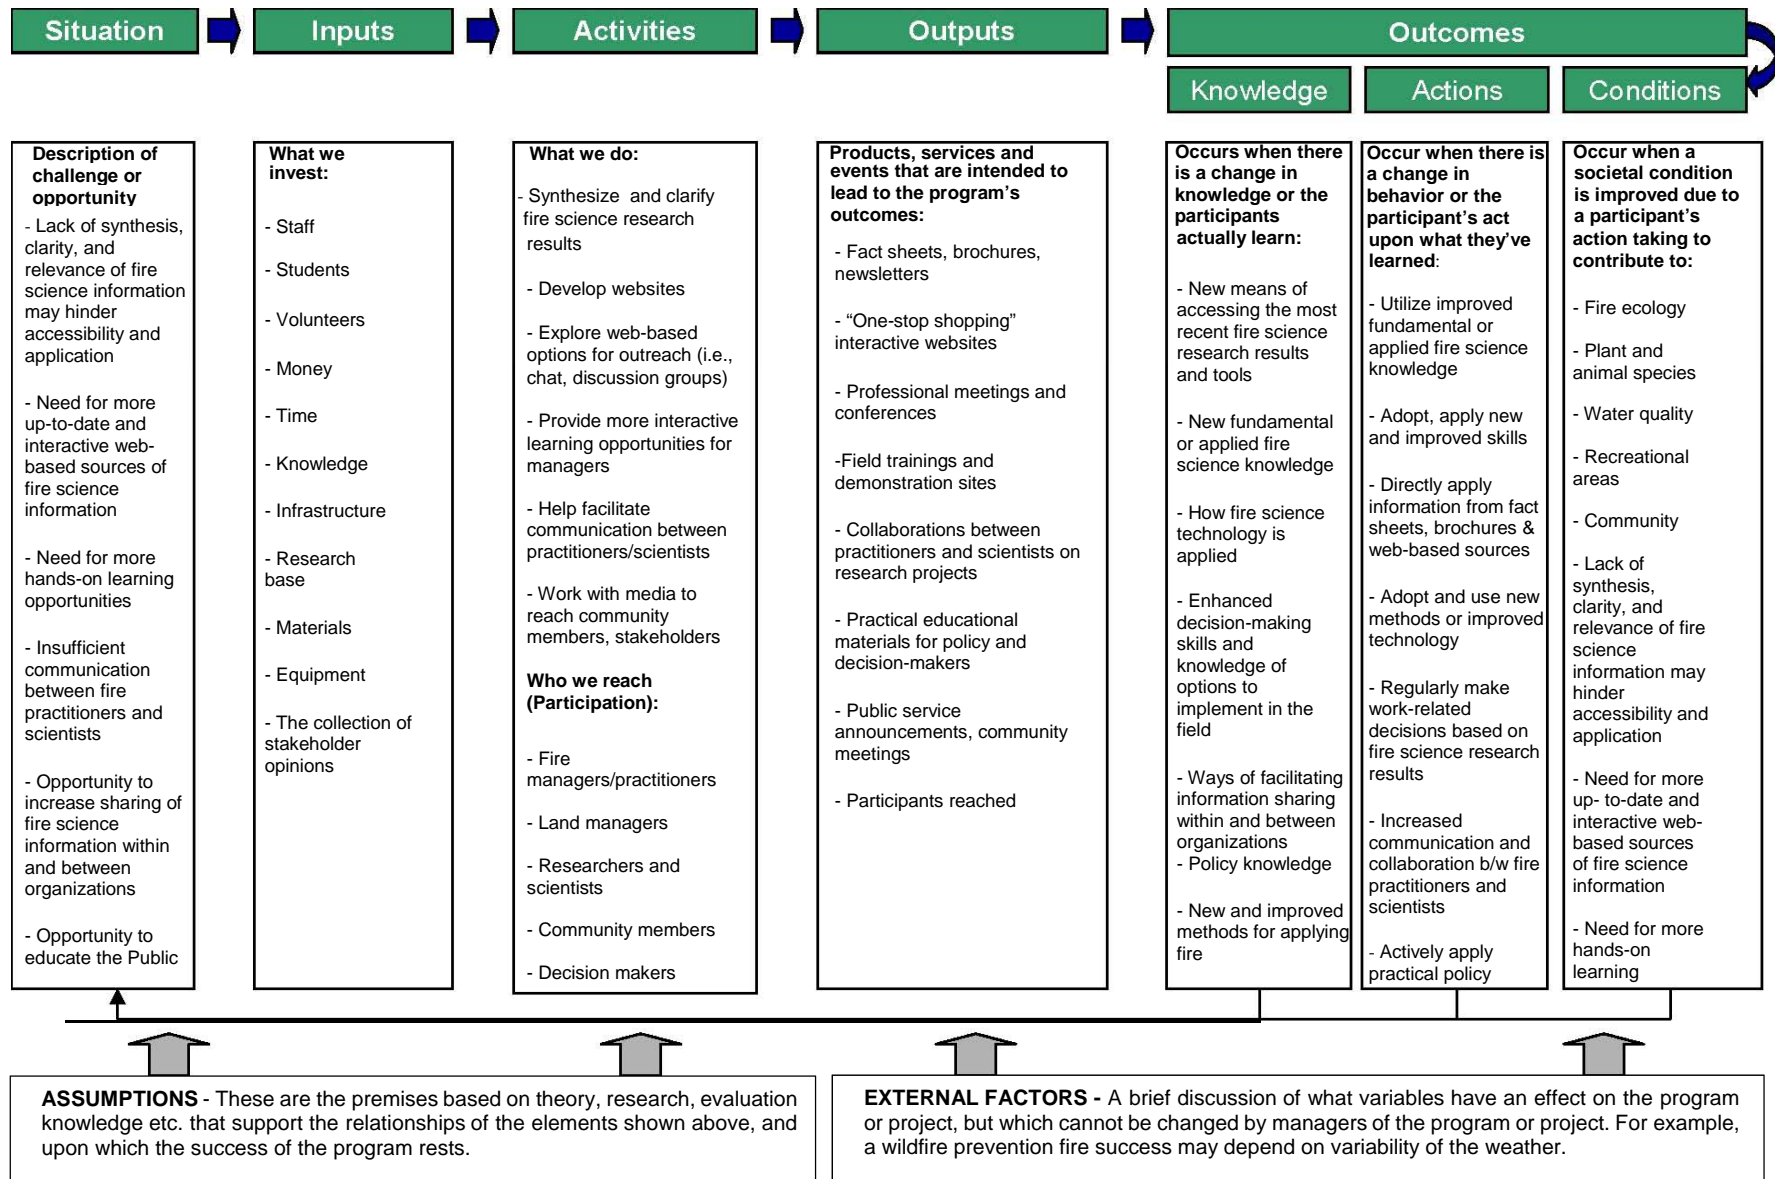 Situation
Inputs
Activities
Outputs
Outcomes
Knowledge
Actions
Conditions
Description of
challenge or
opportunity
- Lack of synthesis,
clarity, and
relevance of fire
science information
may hinder
accessibility and
application
- Need for more
up-to-date and
interactive web-
based sources of
fire science
information
- Need for more
hands-on learning
opportunities
- Insufficient
communication
between fire
practitioners and
scientists
- Opportunity to
increase sharing of
fire science
information within
and between
organizations
- Opportunity to
educate the Public
What we
invest:
- Staff
- Students
- Volunteers
- Money
- Time
- Knowledge
- Infrastructure
- Research
base
- Materials
- Equipment
- The collection of
stakeholder
opinions
What we do:
- Synthesize and clarify
fire science research
results
- Develop websites
- Explore web-based
options for outreach (i.e.,
chat, discussion groups)
- Provide more interactive
learning opportunities for
managers
- Help facilitate
communication between
practitioners/scientists
- Work with media to
reach community
members, stakeholders
Who we reach
(Participation):
- Fire
managers/practitioners
- Land managers
- Researchers and
scientists
- Community members
- Decision makers
Products, services and
events that are intended to
lead to the program's
outcomes:
- Fact sheets, brochures,
newsletters
- “One-stop shopping”
interactive websites
- Professional meetings and
conferences
-Field trainings and
demonstration sites
- Collaborations between
practitioners and scientists on
research projects
- Practical educational
materials for policy and
decision-makers
- Public service
announcements, community
meetings
- Participants reached
Occurs when there
is a change in
knowledge or the
participants
actually learn:
- New means of
accessing the most
recent fire science
research results
and tools
- New fundamental
or applied fire
science knowledge
- How fire science
technology is
applied
- Enhanced
decision-making
skills and
knowledge of
options to
implement in the
field
- Ways of facilitating
information sharing
within and between
organizations
- Policy knowledge
- New and improved
methods for applying
fire
Occur when there is
a change in
behavior or the
participant's act
upon what they've
learned:
- Utilize improved
fundamental or
applied fire science
knowledge
- Adopt, apply new
and improved skills
- Directly apply
information from fact
sheets, brochures &
web-based sources
- Adopt and use new
methods or improved
technology
- Regularly make
work-related
decisions based on
fire science research
results
- Increased
communication and
collaboration b/w fire
practitioners and
scientists
- Actively apply
practical policy
Occur when a
societal condition
is improved due to
a participant's
action taking to
contribute to:
- Fire ecology
- Plant and
animal species
- Water quality
- Recreational
areas
- Community
- Lack of
synthesis,
clarity, and
relevance of fire
science
information may
hinder
accessibility and
application
- Need for more
up- to-date and
interactive web-
based sources
of fire science
information
- Need for more
hands-on
learning
ASSUMPTIONS - These are the premises based on theory, research, evaluation
knowledge etc. that support the relationships of the elements shown above, and
upon which the success of the program rests.
EXTERNAL FACTORS - A brief discussion of what variables have an effect on the program
or project, but which cannot be changed by managers of the program or project. For example,
a wildfire prevention fire success may depend on variability of the weather.